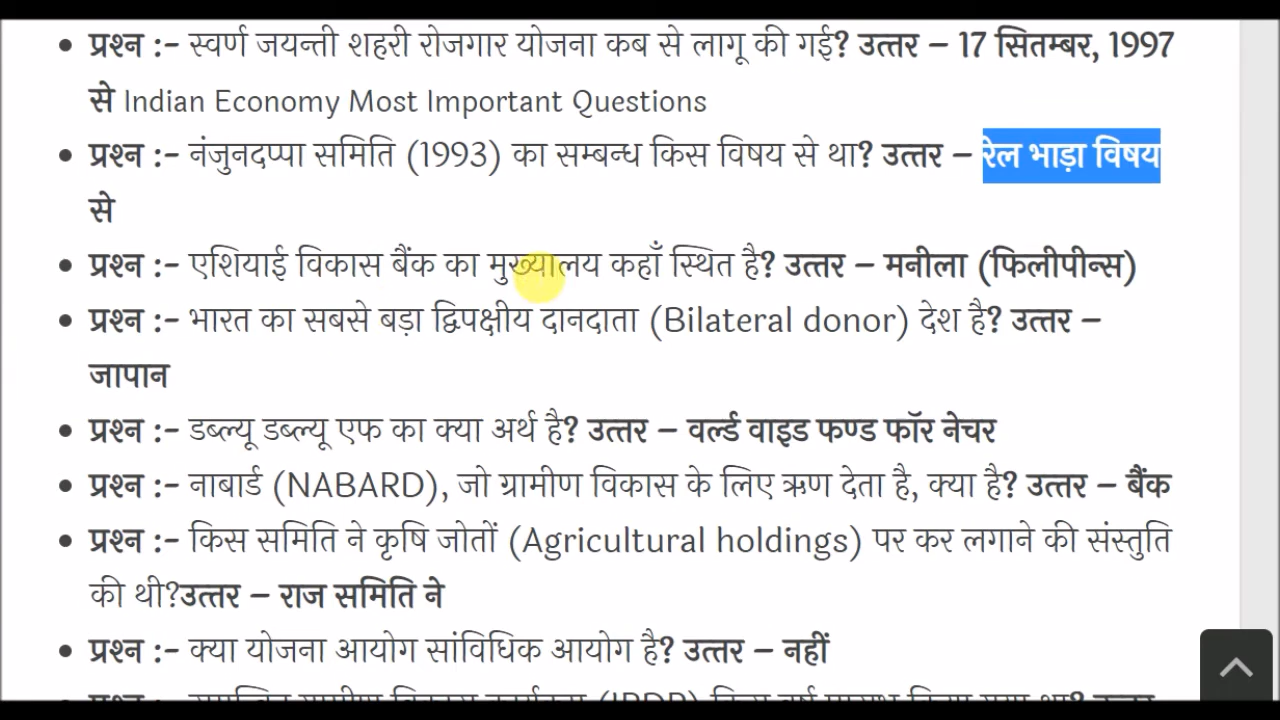 प्रश्न :- स्वर्ण जयन्ती शहरी रोजगार योजना कब से लागू की गई? उत्तर – 17 सितम्बर, 1997
से Indian Economy Most Important Questions
प्रश्न :- नंजुनदप्पा समिति (1993) का सम्बन्ध किस विषय से था? उत्तर – रेल भाड़ा विषय
से
प्रश्न :- एशियाई विकास बैंक का मुख्यालय कहाँ स्थित है? उत्तर – मनीला (फिलीपीन्स)
प्रश्न :- भारत का सबसे बड़ा द्विपक्षीय दानदाता (Bilateral donor) देश है? उत्तर –
जापान
प्रश्न :- डब्ल्यू डब्ल्यू एफ का क्या अर्थ है? उत्तर – वर्ल्ड वाइड फण्ड फॉर नेचर
प्रश्न :- नाबार्ड (NABARD), जो ग्रामीण विकास के लिए ऋण देता है, क्या है? उत्तर – बैंक
प्रश्न :- किस समिति ने कृषि जोतों (Agricultural holdings) पर कर लगाने की संस्तुति
की थी?उत्तर – राज समिति ने
प्रश्न :- क्या योजना आयोग सांविधिक आयोग है? उत्तर – नहीं